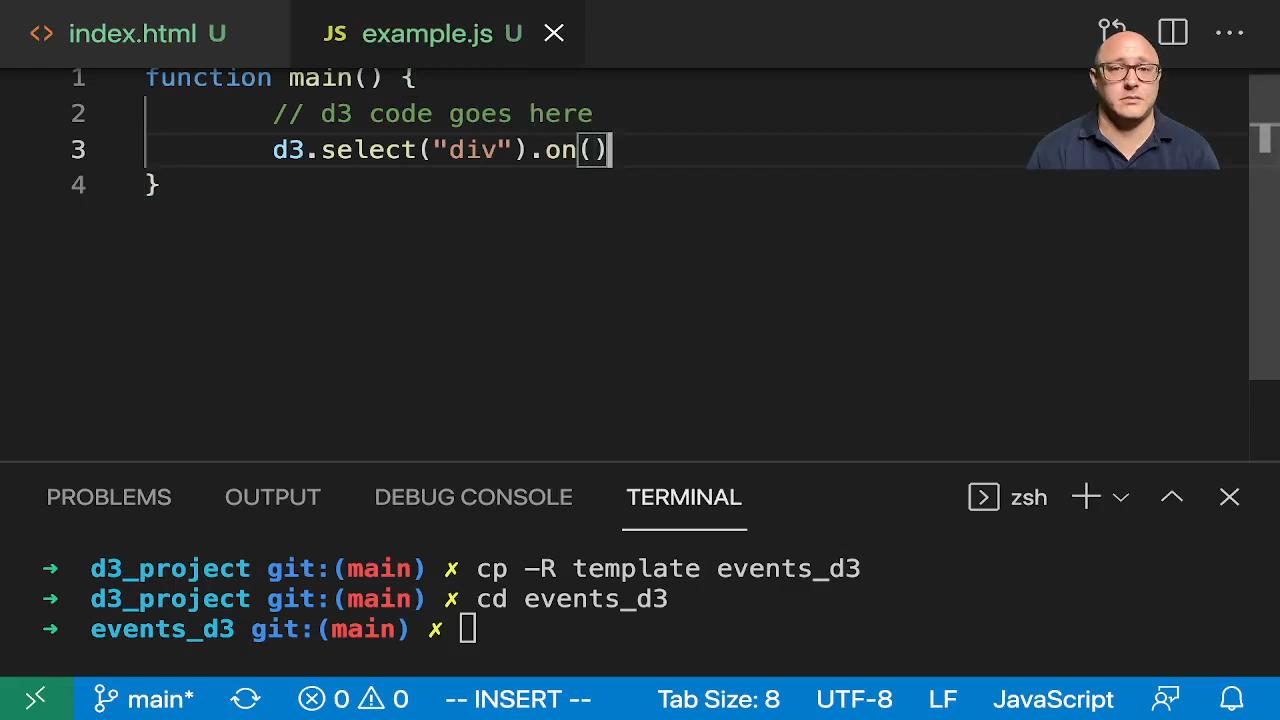 <> index.html U
JS example.js U
1 function main() {
2 // d3 code goes here
3 d3.select("div").on()
4 }
PROBLEMS OUTPUT DEBUG CONSOLE TERMINAL zsh
→ d3_project git:(main) ✗ cp -R template events_d3
→ d3_project git:(main) ✗ cd events_d3
→ events_d3 git:(main) ✗
main* 0 0 -- INSERT -- Tab Size: 8 UTF-8 LF JavaScript